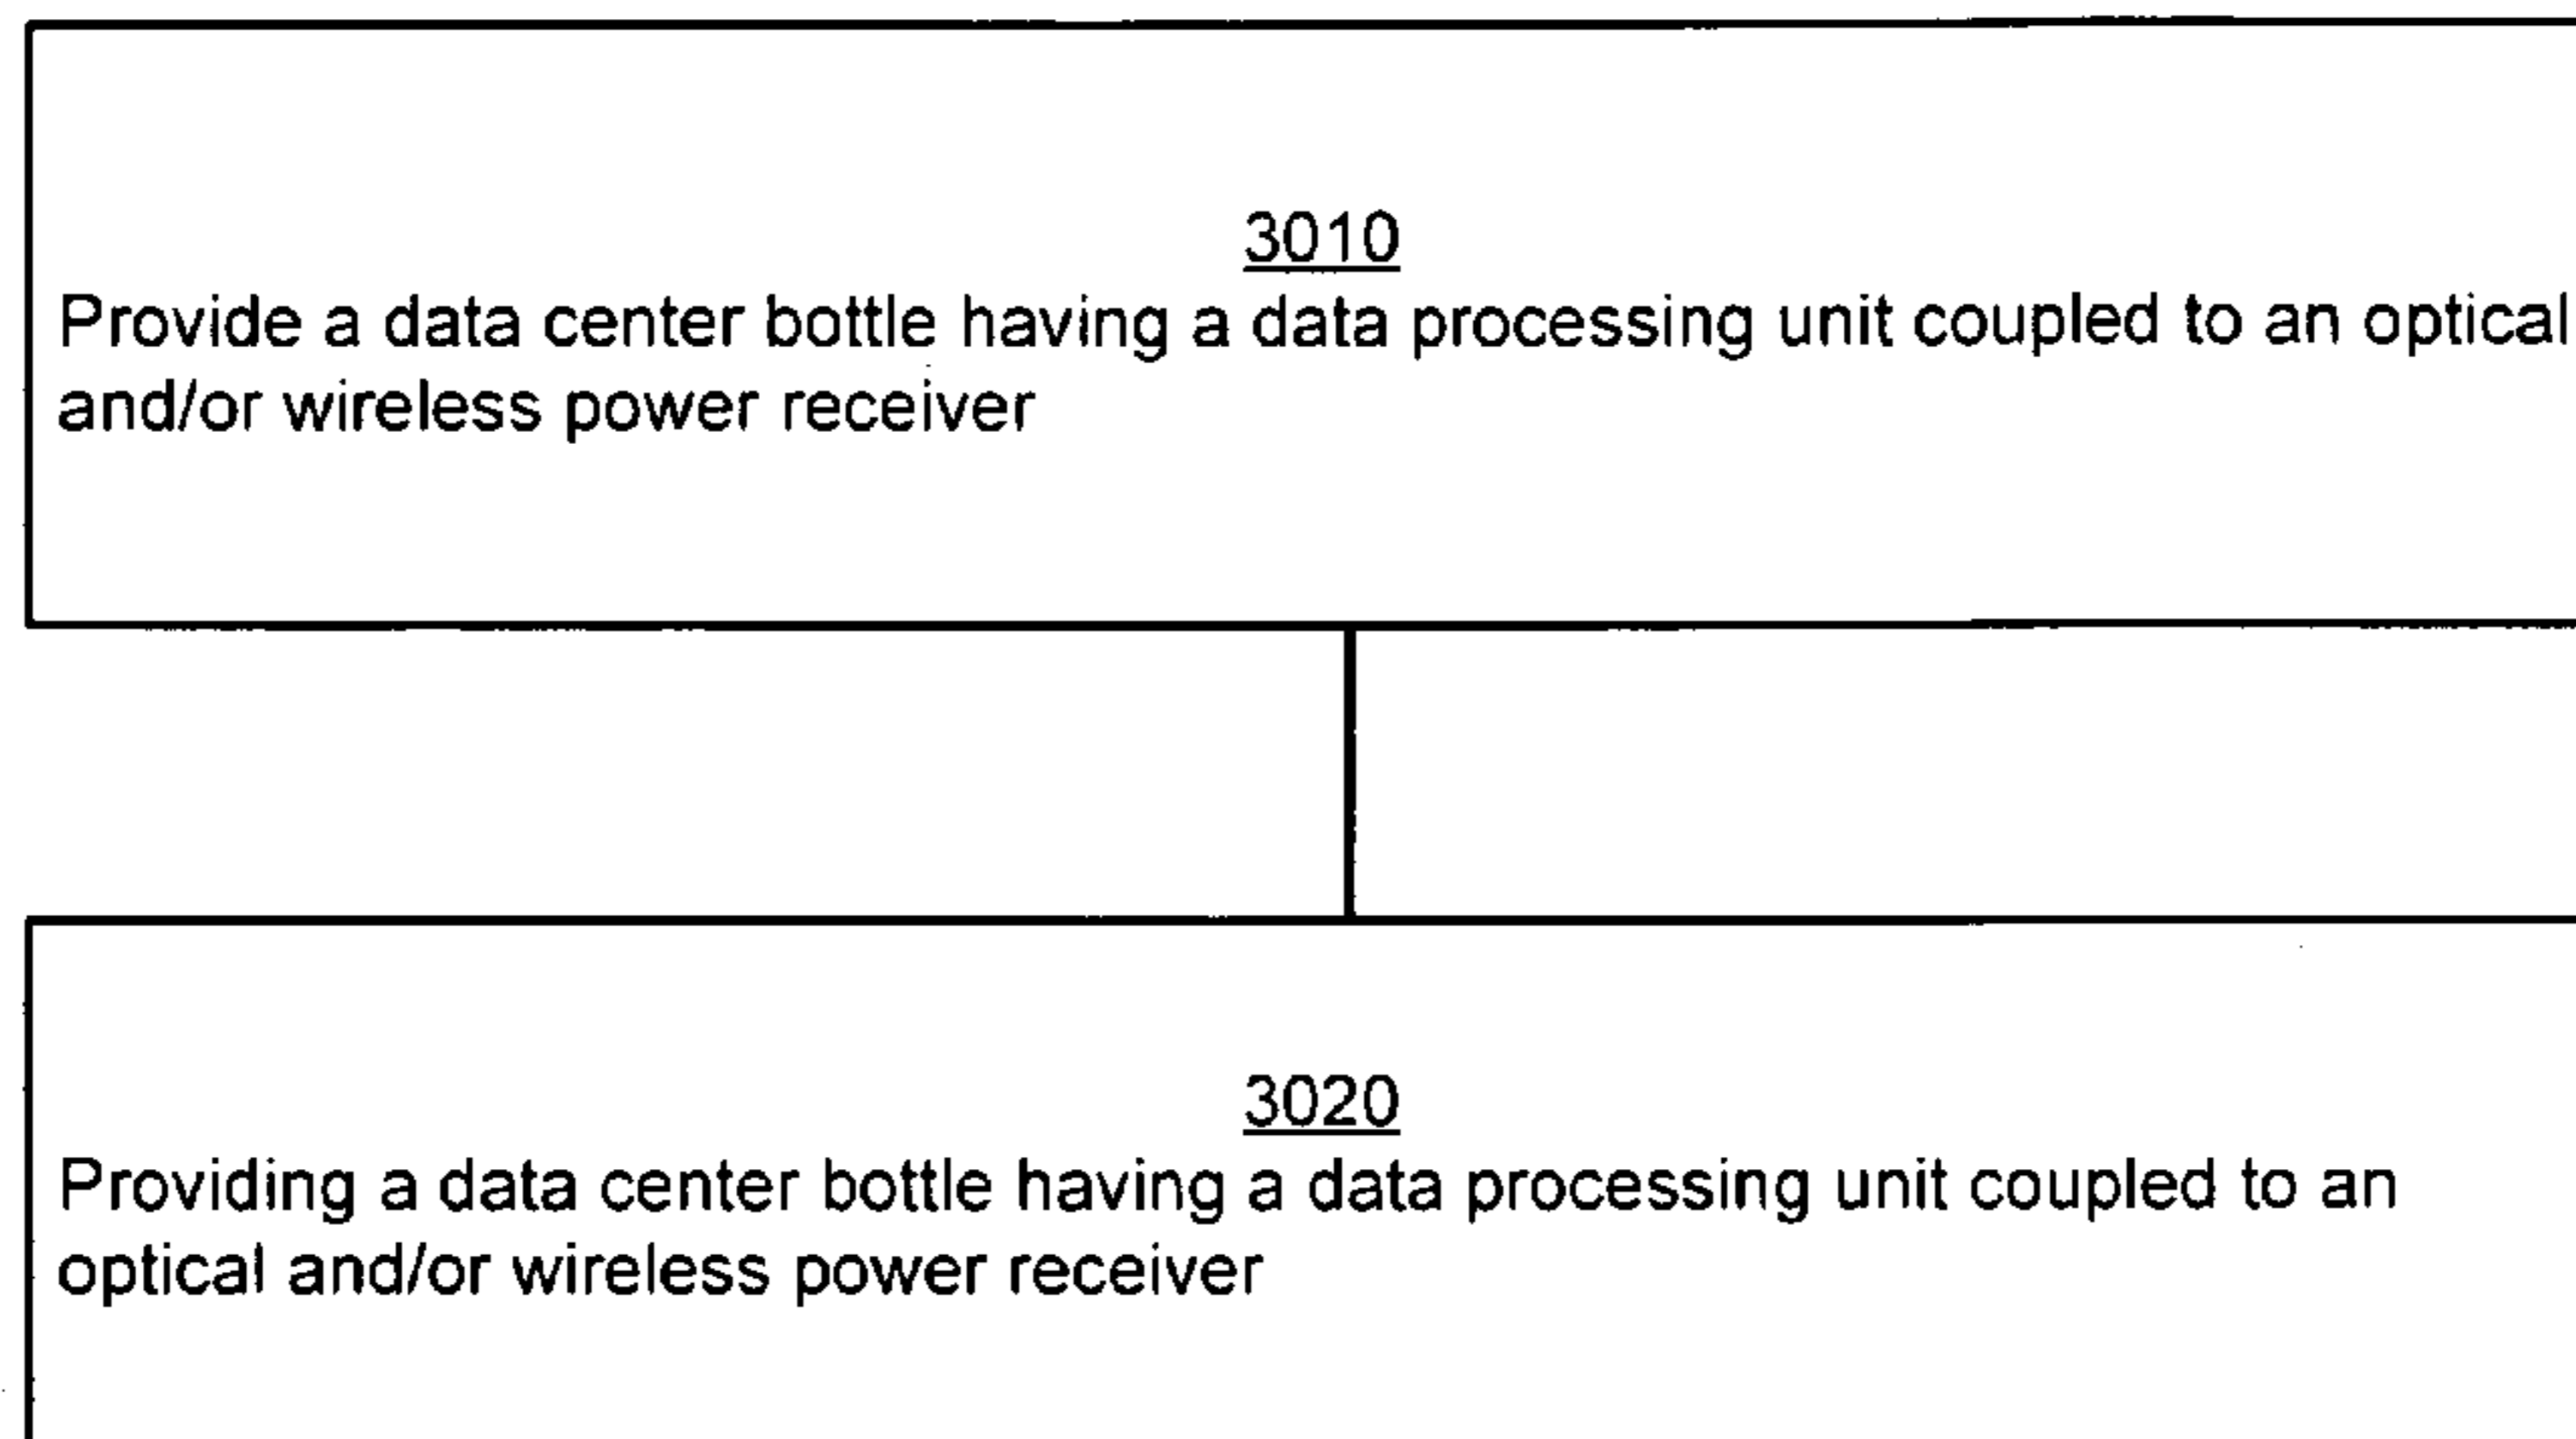 3010
Provide a data center bottle having a data processing unit coupled to an optical
and/or wireless power receiver
3020
Providing a data center bottle having a data processing unit coupled to an
optical and/or wireless power receiver